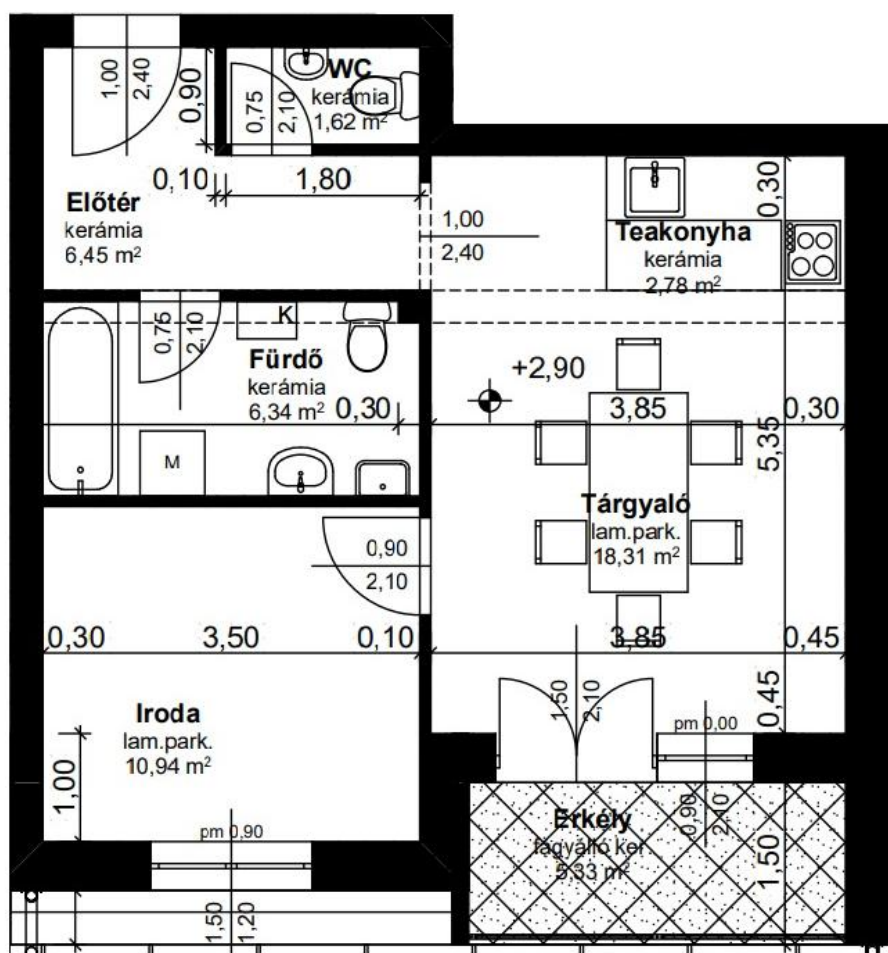 1,00
2,40
0,90
0,75
2,10
WC
kerámia
1,62 m²
0,10
1,80
Előtér
kerámia
6,45 m²
1,00
2,40
0,30
Teakonyha
kerámia
2,78 m²
0,75
2,10
K
Fürdő
kerámia
6,34 m²
0,30
M
+2,90
3,85
0,30
5,35
Tárgyaló
lam.park.
18,31 m²
0,90
2,10
0,30
3,50
0,10
3,85
0,45
Iroda
lam.park.
10,94 m²
1,00
pm 0,90
1,50
1,20
1,50
2,10
pm 0,00
0,45
0,90
2,10
Erkély
fagyálló ker
5,33 m²
1,50